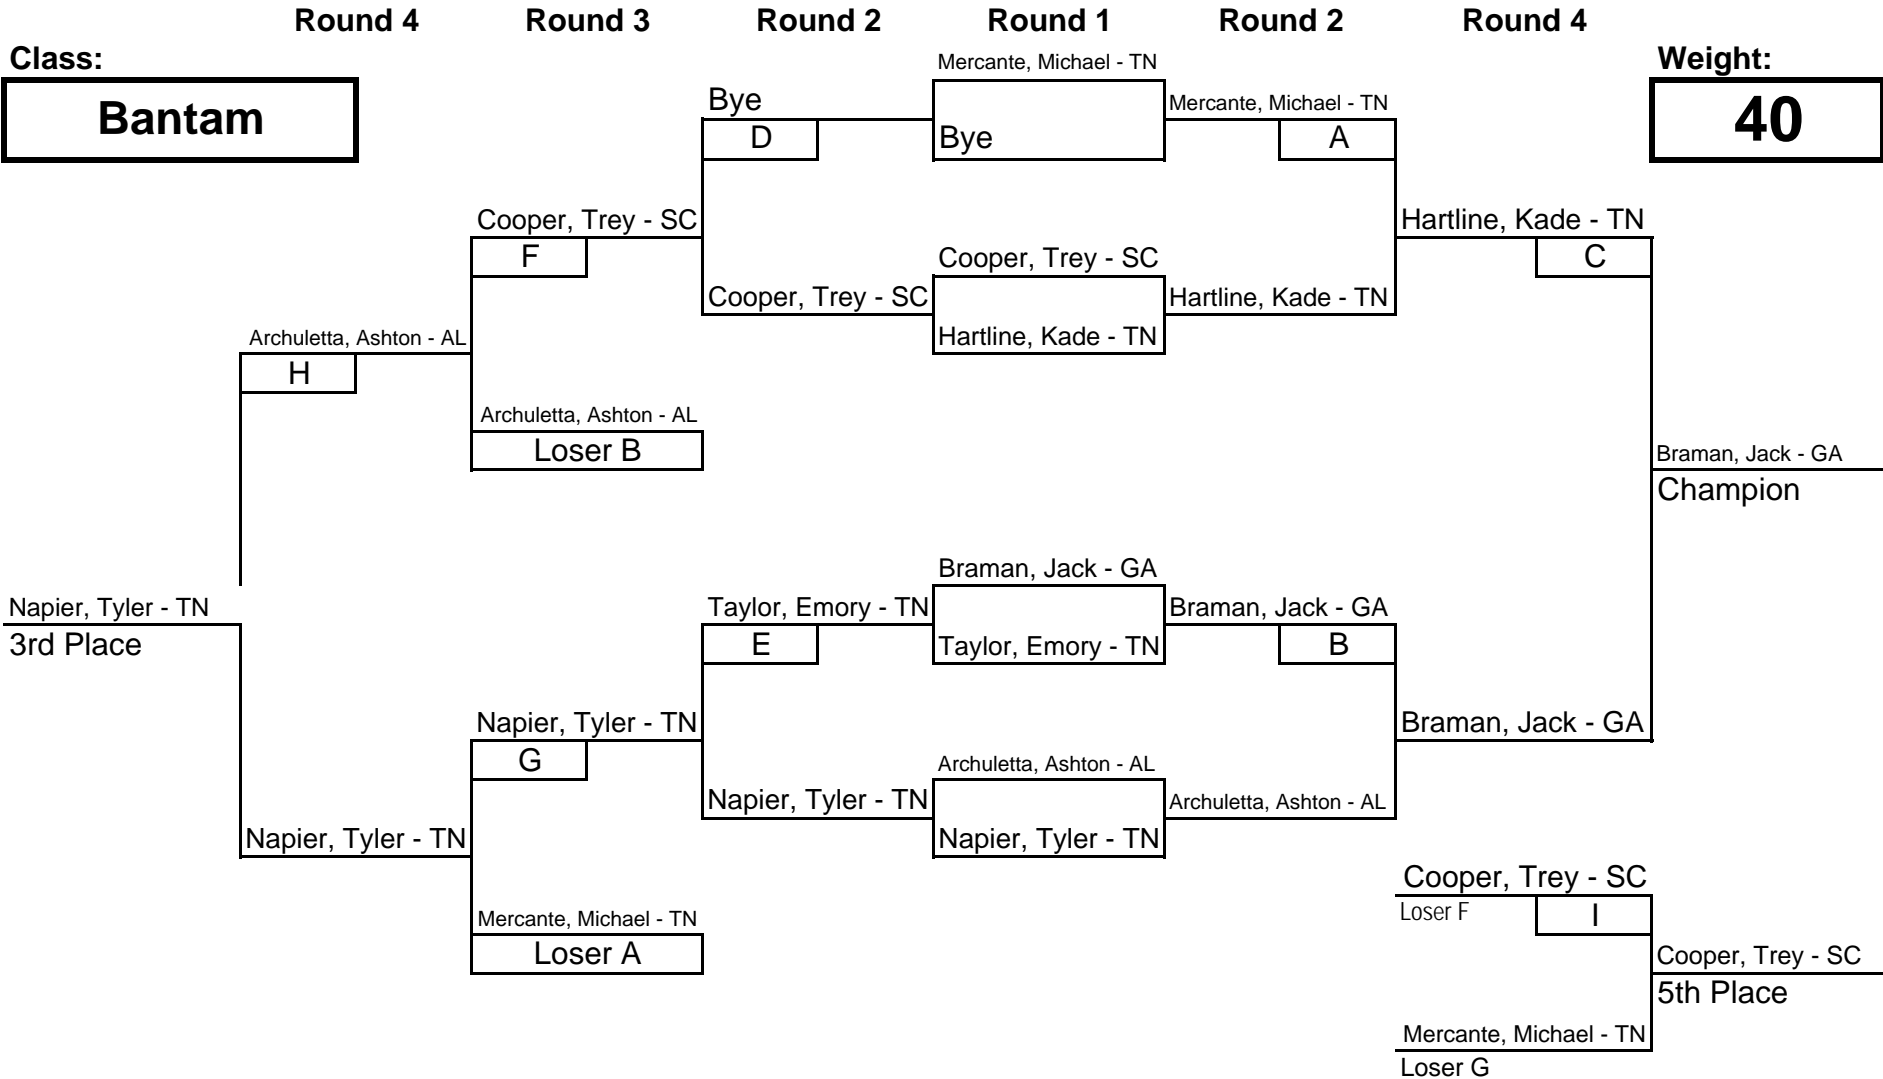 Round 4 Round 3 Round 2 Round 1 Round 2 Round 4
Class:
Weight:
Bantam
40
Mercante, Michael - TN
Bye
Mercante, Michael - TN
D
Bye
A
Cooper, Trey - SC
Hartline, Kade - TN
F
Cooper, Trey - SC
C
Cooper, Trey - SC
Hartline, Kade - TN
Archuletta, Ashton - AL
Hartline, Kade - TN
H
Archuletta, Ashton - AL
Loser B
Braman, Jack - GA
Champion
Braman, Jack - GA
Napier, Tyler - TN
Taylor, Emory - TN
Braman, Jack - GA
3rd Place
E
Taylor, Emory - TN
B
Napier, Tyler - TN
Braman, Jack - GA
G
Archuletta, Ashton - AL
Napier, Tyler - TN
Archuletta, Ashton - AL
Napier, Tyler - TN
Napier, Tyler - TN
Cooper, Trey - SC
Loser F
I
Mercante, Michael - TN
Loser A
Cooper, Trey - SC
5th Place
Mercante, Michael - TN
Loser G